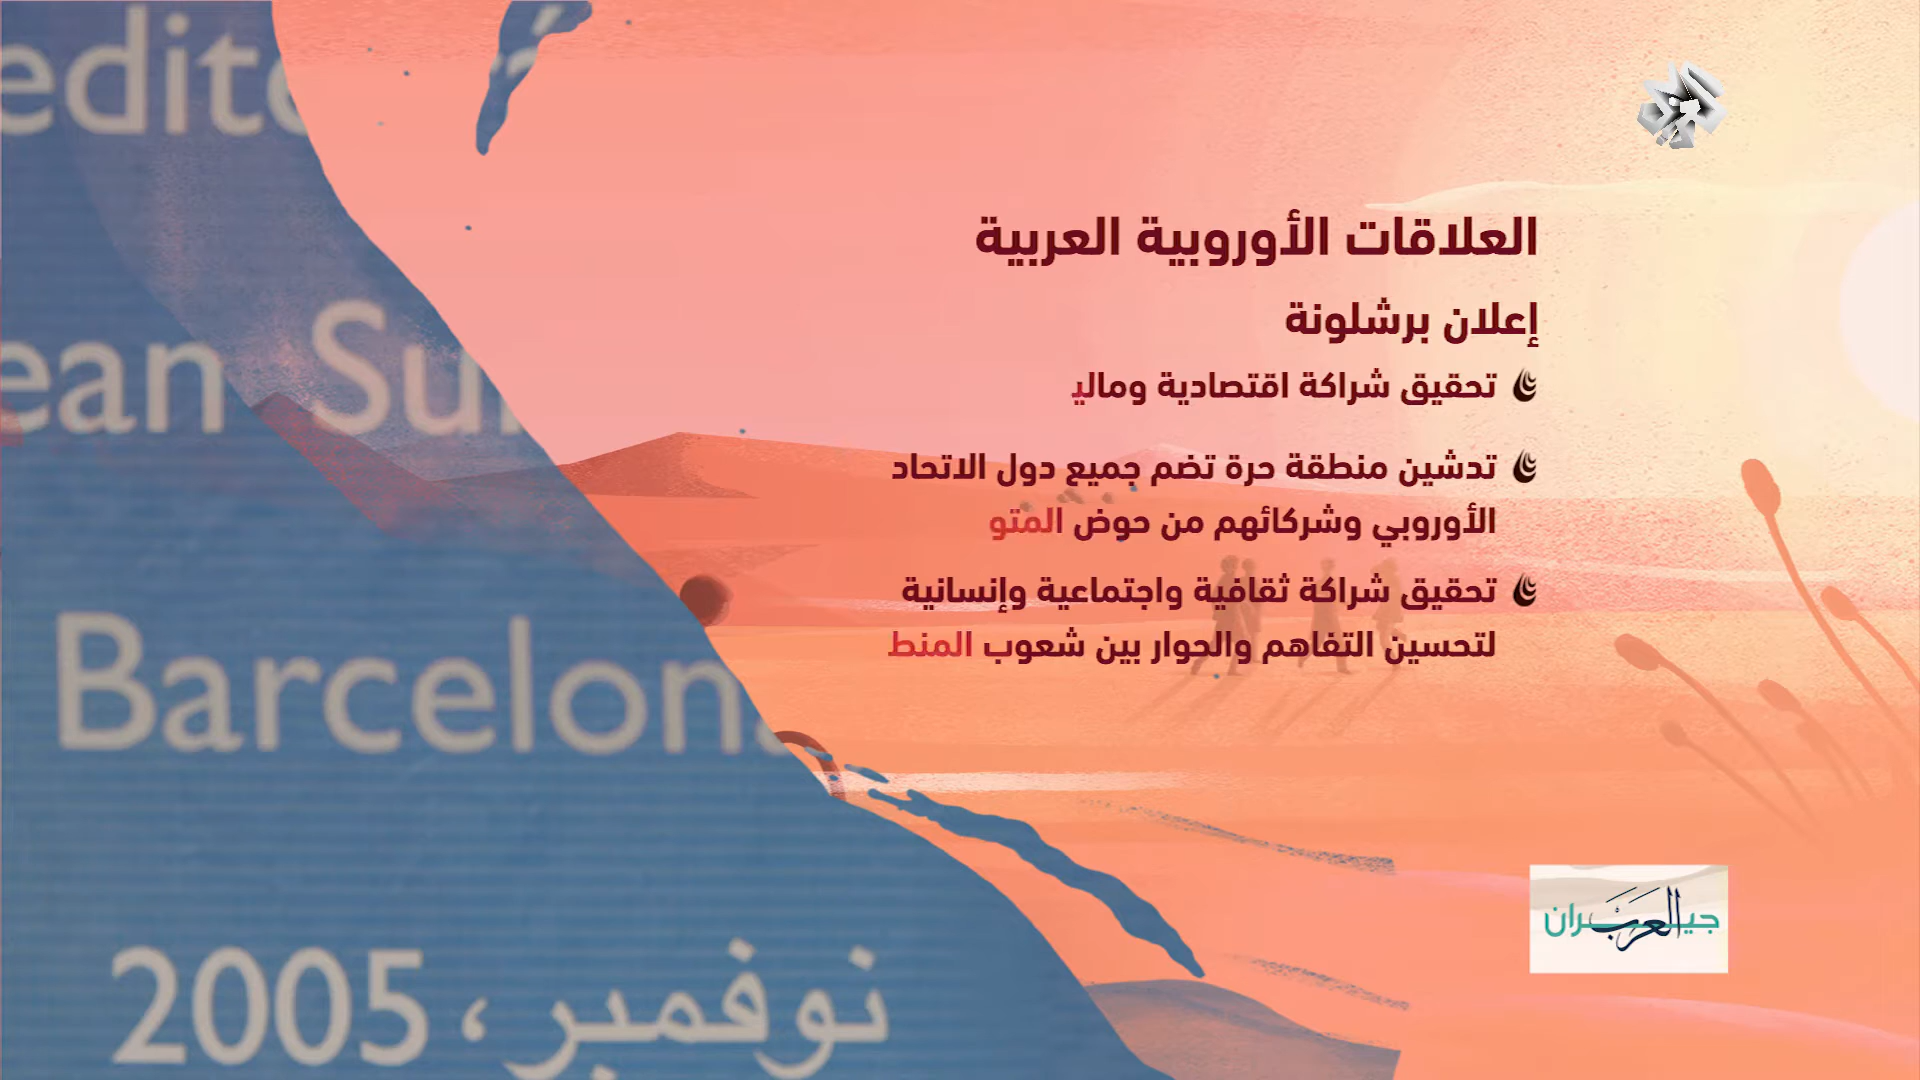 العلاقات الأوروبية العربية
إعلان برشلونة
تحقيق شراكة اقتصادية ومالي
تدشين منطقة حرة تضم جميع دول الاتحاد
الأوروبي وشركائهم من حوض المتو
تحقيق شراكة ثقافية واجتماعية وإنسانية
لتحسين التفاهم والحوار بين شعوب المنط
edite
ean Su
Barcelona
نوفمبر، 2005
جيران العرب